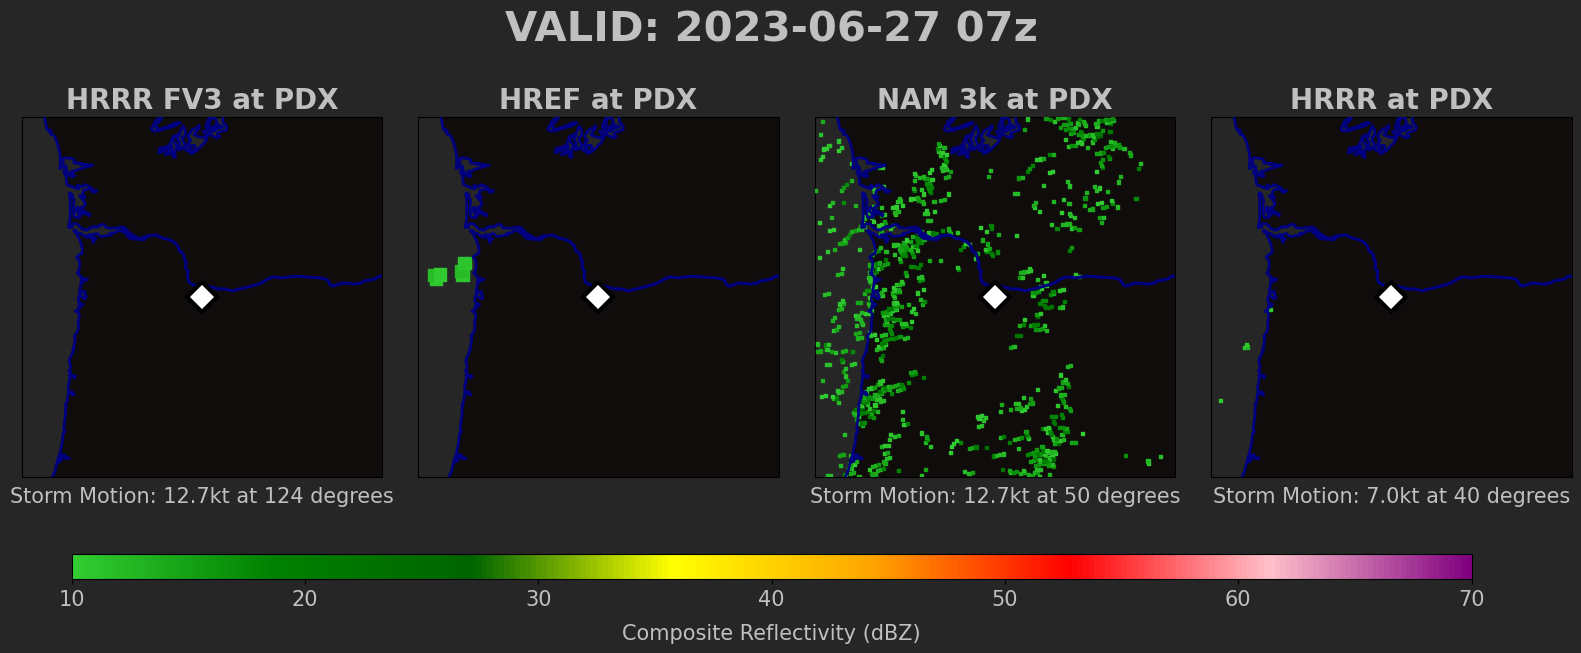 VALID: 2023-06-27 07z
HRRR FV3 at PDX
HREF at PDX
NAM 3k at PDX
HRRR at PDX
Storm Motion: 12.7kt at 124 degrees
Storm Motion: 12.7kt at 50 degrees
Storm Motion: 7.0kt at 40 degrees
10 20 30 40 50 60 70
Composite Reflectivity (dBZ)